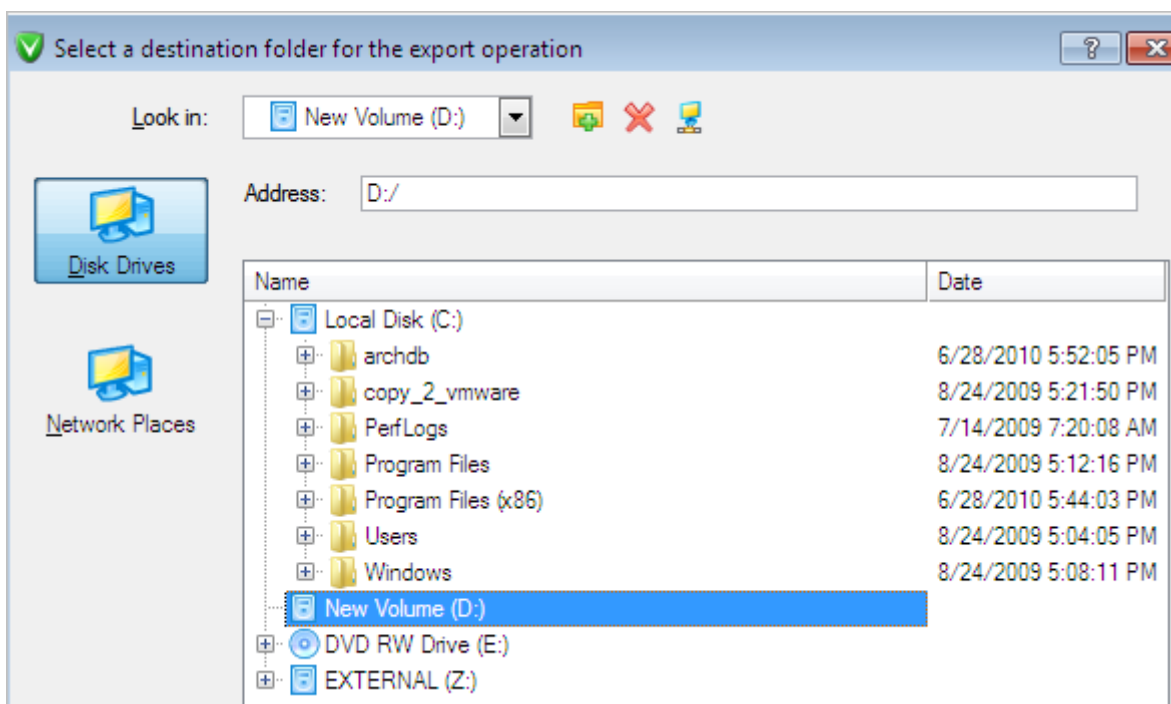 Select a destination folder for the export operation
Look in: New Volume (D:)
Address: D:/
Disk Drives
Network Places
Name Date
Local Disk (C:)
archdb 6/28/2010 5:52:05 PM
copy_2_vmware 8/24/2009 5:21:50 PM
PerfLogs 7/14/2009 7:20:08 AM
Program Files 8/24/2009 5:12:16 PM
Program Files (x86) 6/28/2010 5:44:03 PM
Users 8/24/2009 5:04:05 PM
Windows 8/24/2009 5:08:11 PM
New Volume (D:)
DVD RW Drive (E:)
EXTERNAL (Z:)